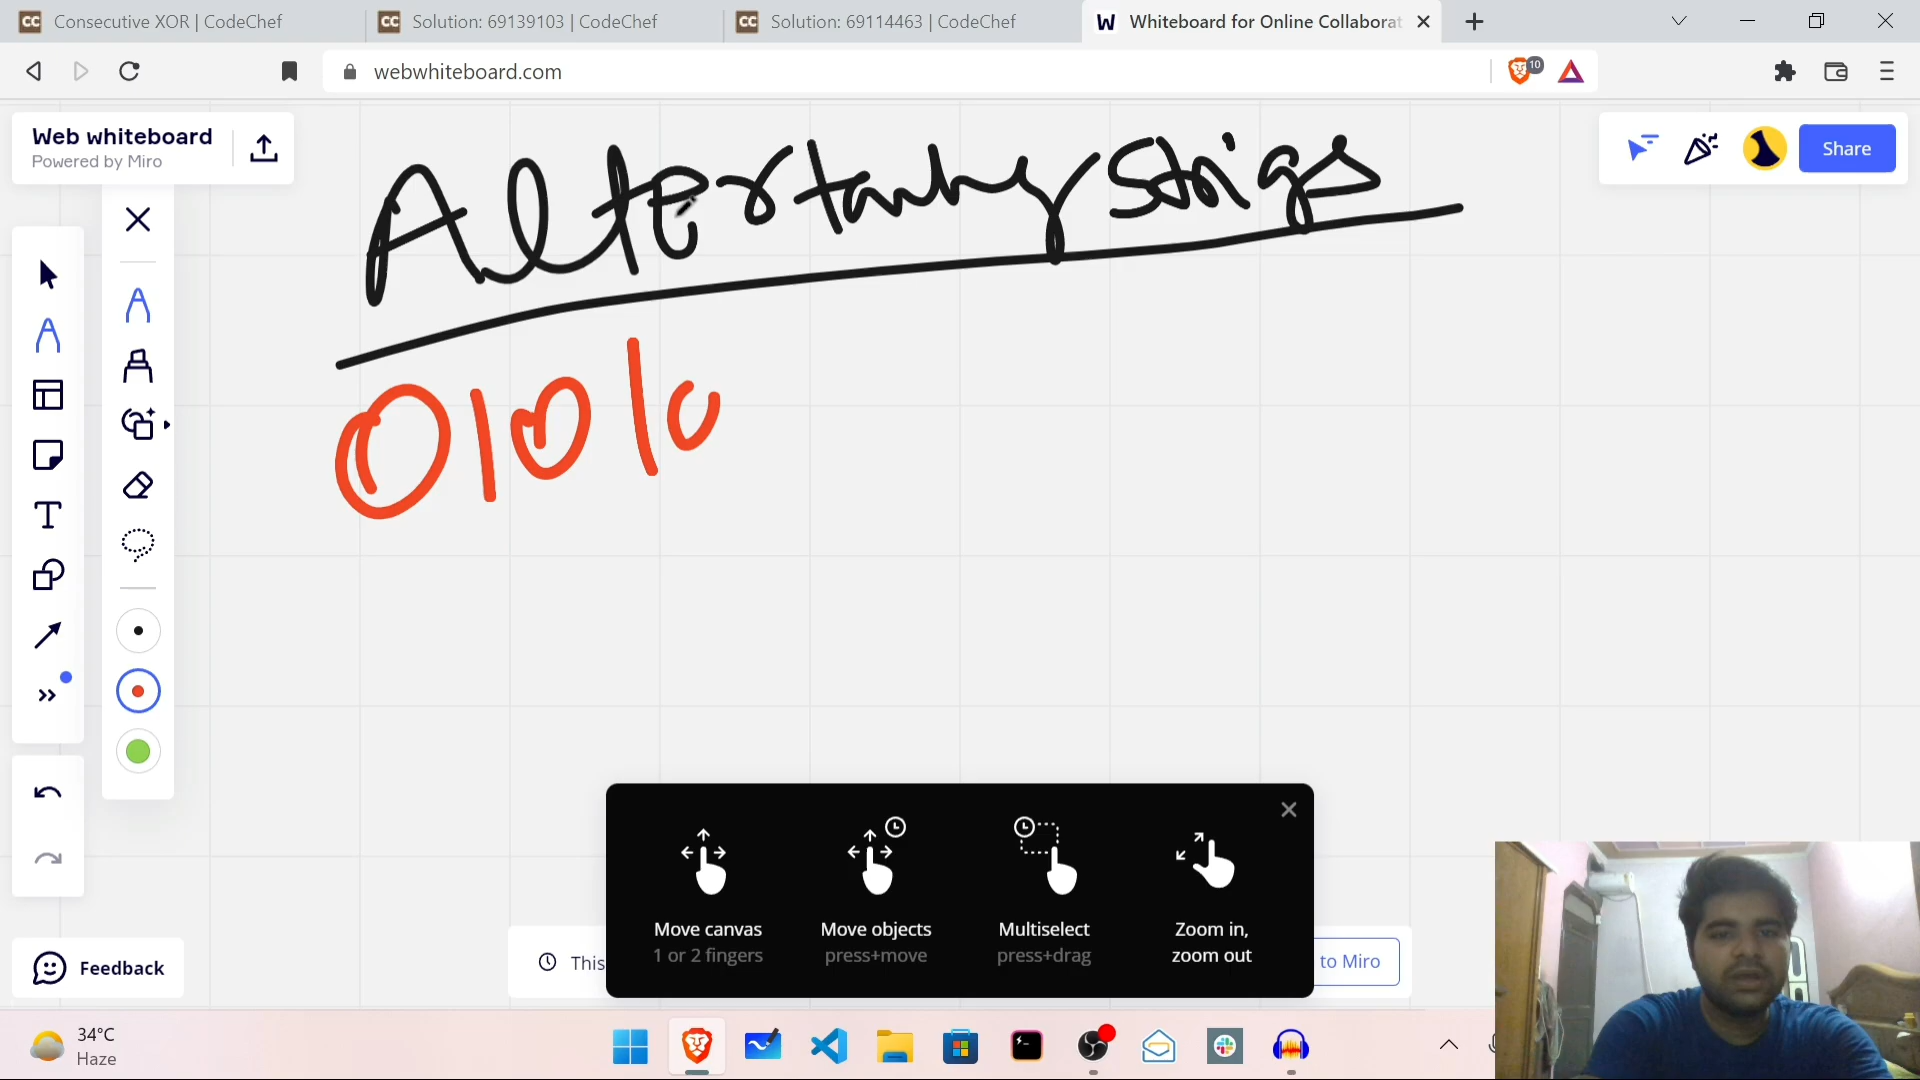 Consecutive XOR | CodeChef
Solution: 69139103 | CodeChef
Solution: 69114463 | CodeChef
W Whiteboard for Online Collaborat
webwhiteboard.com
10
Web whiteboard
Powered by Miro
Share
strings
01010
Move canvas
1 or 2 fingers
Move objects
press+move
Multiselect
press+drag
Zoom in,
zoom out
This
to Miro
Feedback
34°C
Haze